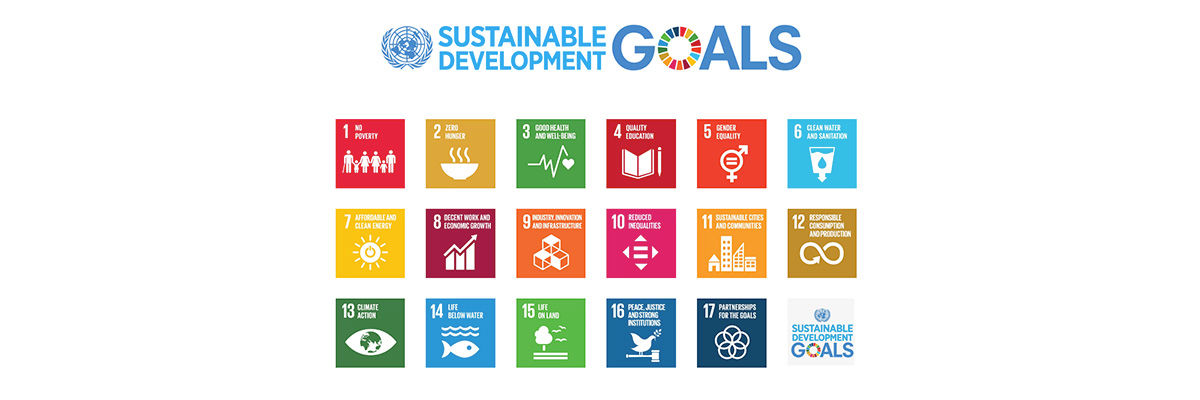 SUSTAINABLE
DEVELOPMENT
GOALS
1 NO
POVERTY
2 ZERO
HUNGER
3 GOOD HEALTH
AND WELL-BEING
4 QUALITY
EDUCATION
5 GENDER
EQUALITY
6 CLEAN WATER
AND SANITATION
7 AFFORDABLE AND
CLEAN ENERGY
8 DECENT WORK AND
ECONOMIC GROWTH
9 INDUSTRY, INNOVATION
AND INFRASTRUCTURE
10 REDUCED
INEQUALITIES
11 SUSTAINABLE CITIES
AND COMMUNITIES
12 RESPONSIBLE
CONSUMPTION
AND PRODUCTION
13 CLIMATE
ACTION
14 LIFE
BELOW WATER
15 LIFE
ON LAND
16 PEACE, JUSTICE
AND STRONG
INSTITUTIONS
17 PARTNERSHIPS
FOR THE GOALS
SUSTAINABLE
DEVELOPMENT
GOALS